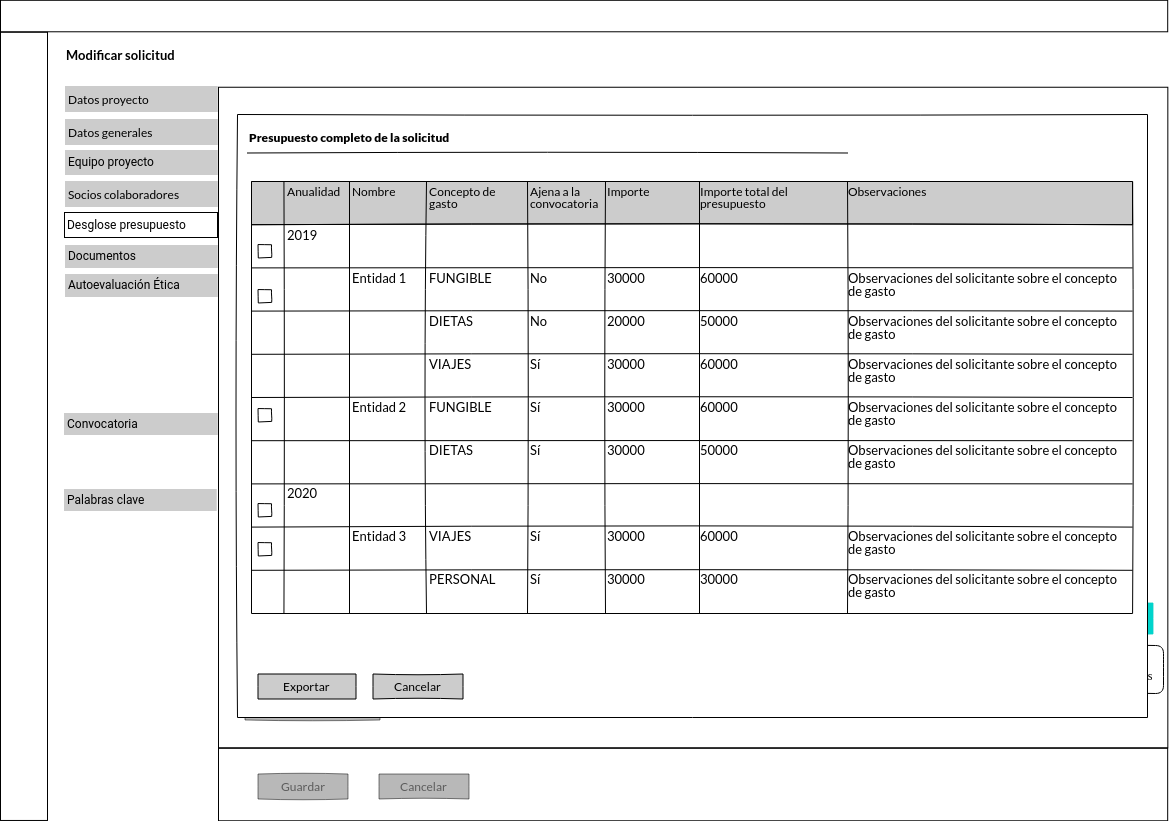 Modificar solicitud
Datos proyecto
Datos generales
Equipo proyecto
Socios colaboradores
Desglose presupuesto
Documentos
Autoevaluación Ética
Convocatoria
Palabras clave
Presupuesto completo de la solicitud
Anualidad Nombre Concepto de gasto Ajena a la convocatoria Importe Importe total del presupuesto Observaciones
2019
Entidad 1 FUNGIBLE No 30000 60000 Observaciones del solicitante sobre el concepto de gasto
DIETAS No 20000 50000 Observaciones del solicitante sobre el concepto de gasto
VIAJES Sí 30000 60000 Observaciones del solicitante sobre el concepto de gasto
Entidad 2 FUNGIBLE Sí 30000 60000 Observaciones del solicitante sobre el concepto de gasto
DIETAS Sí 30000 50000 Observaciones del solicitante sobre el concepto de gasto
2020
Entidad 3 VIAJES Sí 30000 60000 Observaciones del solicitante sobre el concepto de gasto
PERSONAL Sí 30000 30000 Observaciones del solicitante sobre el concepto de gasto
Exportar Cancelar
s
Guardar Cancelar